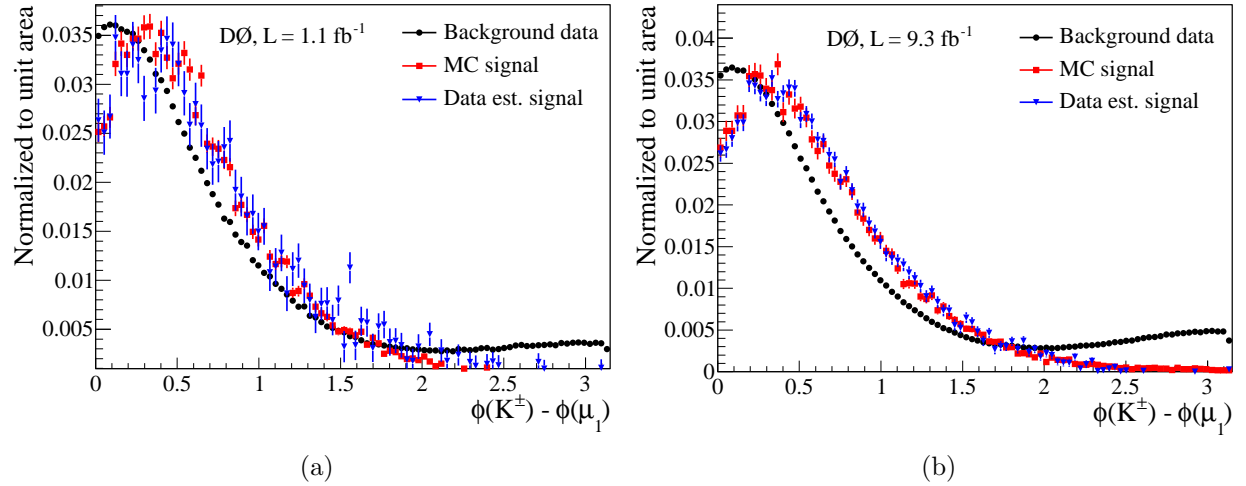 Normalized to unit area
0.035
0.03
0.025
0.02
0.015
0.01
0.005
DØ, L = 1.1 fb⁻¹
Background data
MC signal
Data est. signal
0 0.5 1 1.5 2 2.5 3
ϕ(K±) - ϕ(μ₁)
(a)
Normalized to unit area
0.04
0.035
0.03
0.025
0.02
0.015
0.01
0.005
0
DØ, L = 9.3 fb⁻¹
Background data
MC signal
Data est. signal
0 0.5 1 1.5 2 2.5 3
ϕ(K±) - ϕ(μ₁)
(b)